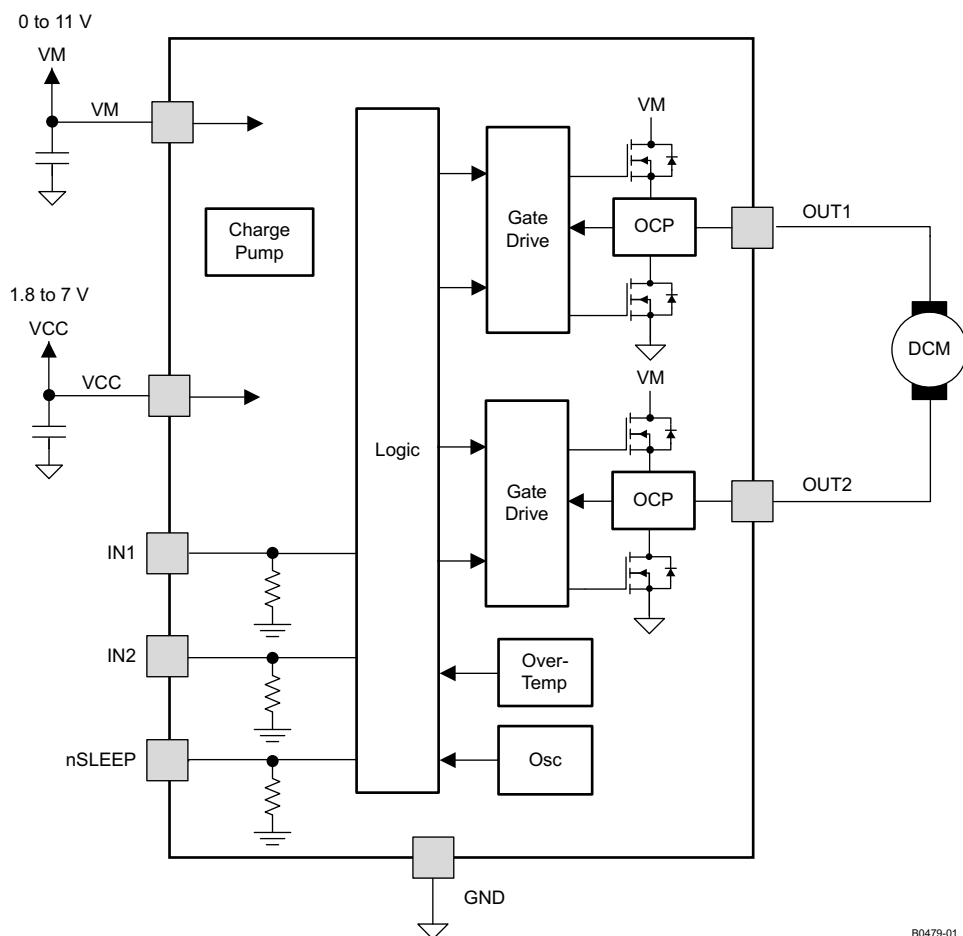 0 to 11 V
VM
VM
Charge
Pump
1.8 to 7 V
VCC
VCC
IN1
IN2
nSLEEP
Logic
Gate
Drive
VM
OCP
OUT1
DCM
Gate
Drive
VM
OCP
OUT2
Over-
Temp
Osc
GND
B0479-01